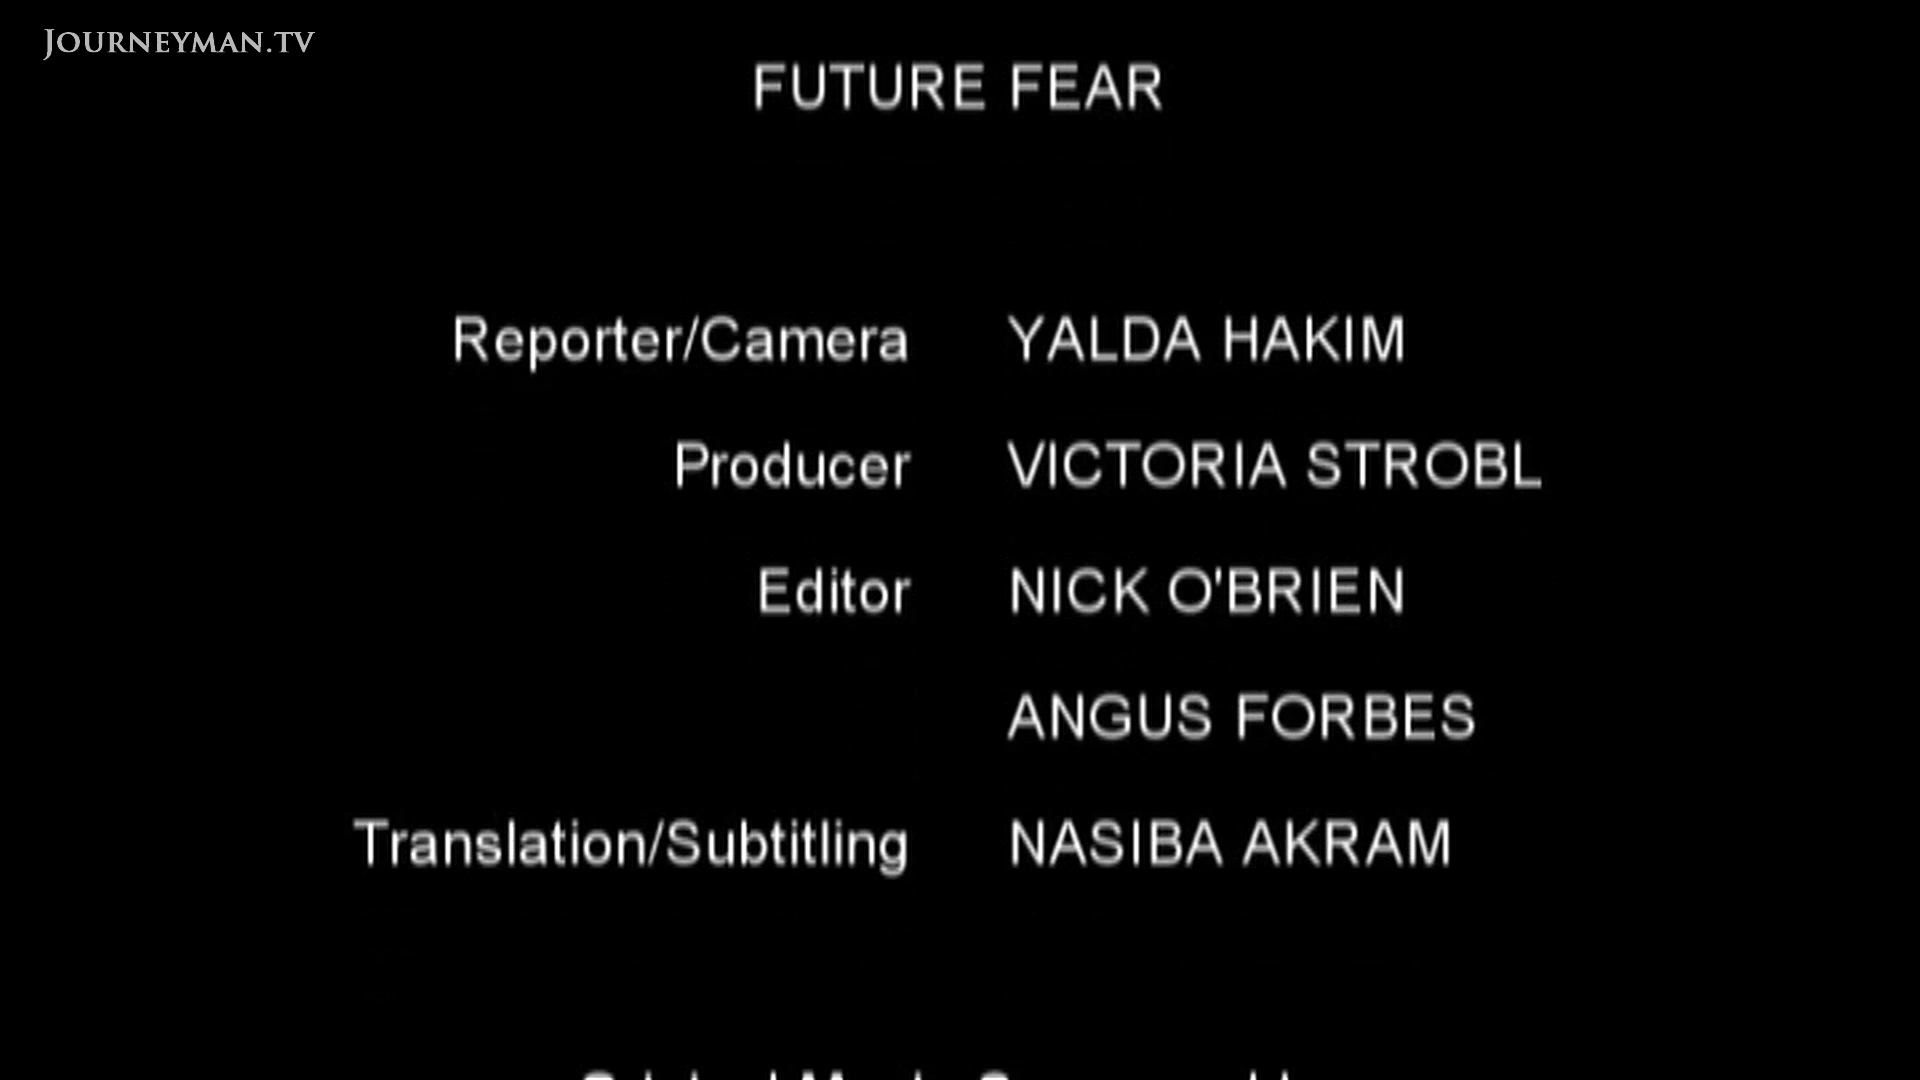 JOURNEYMAN.TV
FUTURE FEAR
Reporter/Camera YALDA HAKIM
Producer VICTORIA STROBL
Editor NICK O'BRIEN
ANGUS FORBES
Translation/Subtitling NASIBA AKRAM